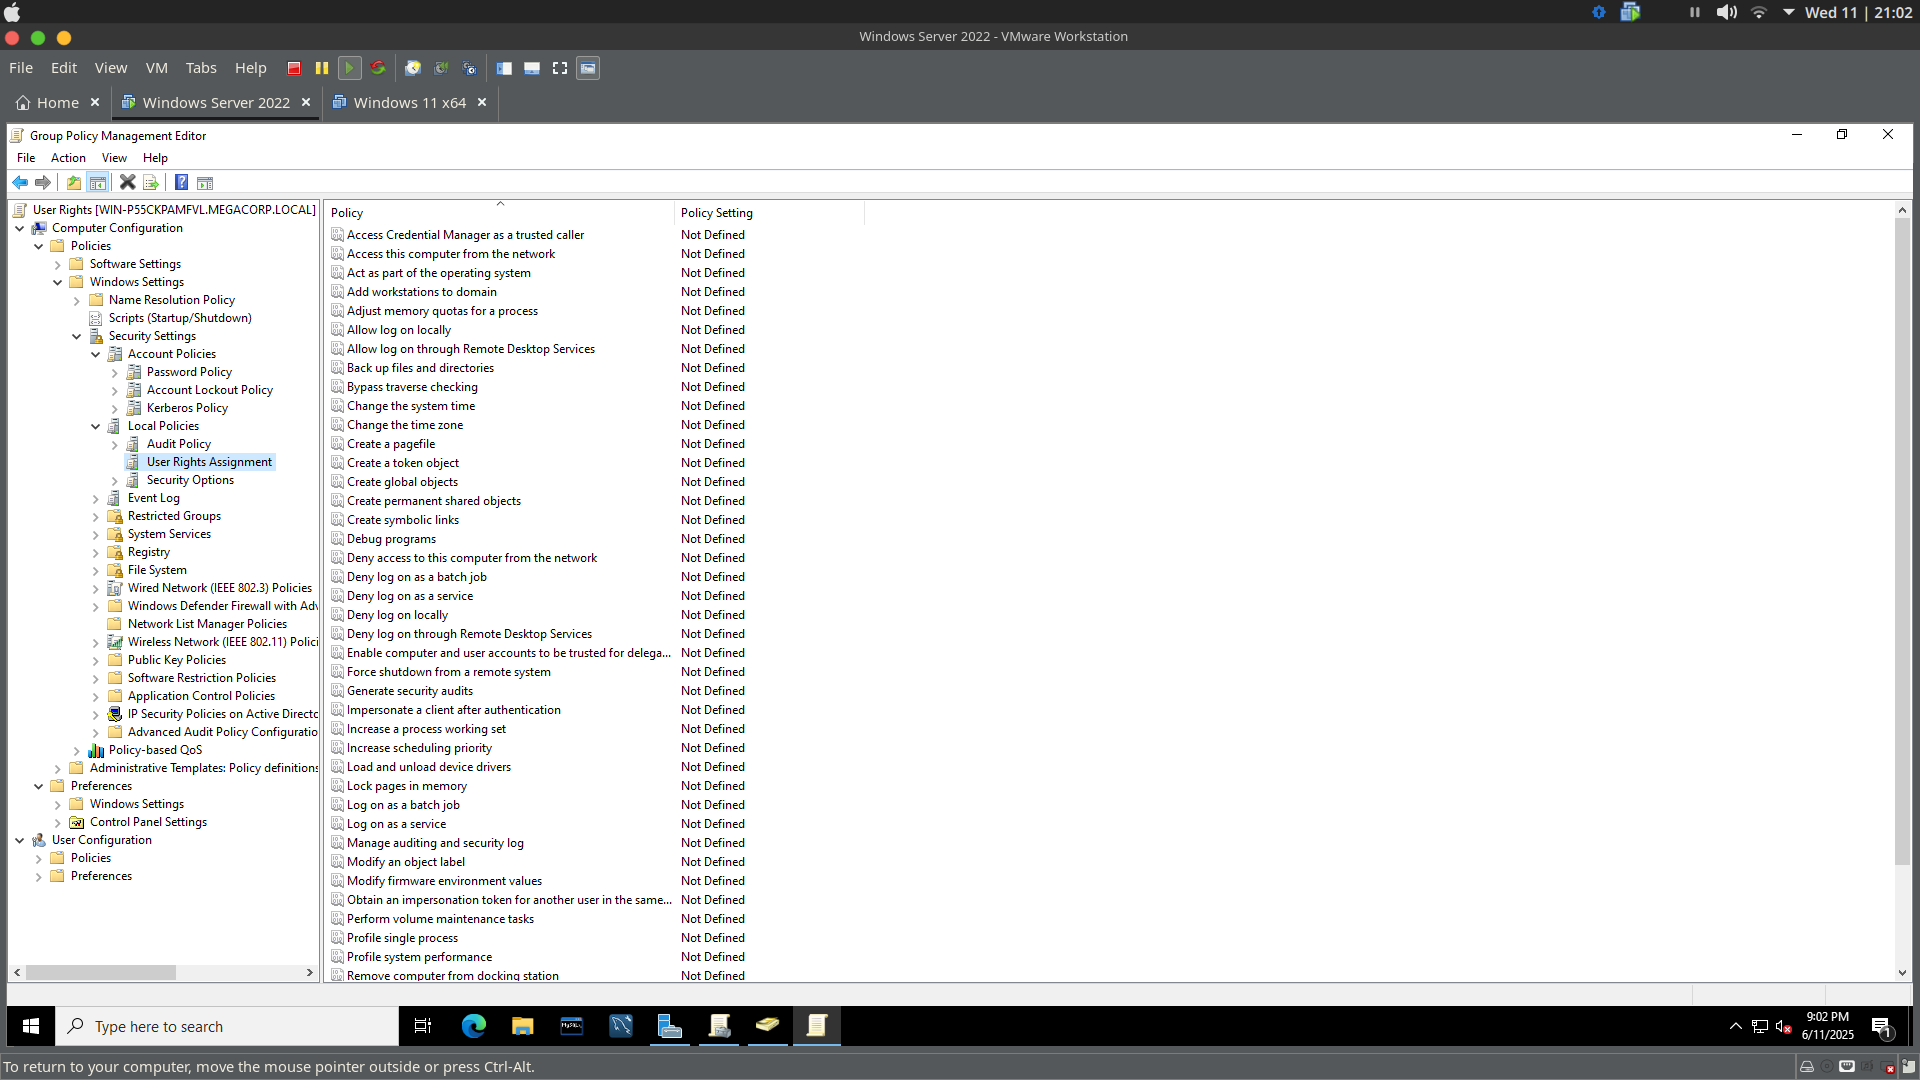 Wed 11 | 21:02
Windows Server 2022 - VMware Workstation
File Edit View VM Tabs Help
Home Windows Server 2022 Windows 11 x64
Group Policy Management Editor
File Action View Help
User Rights [WIN-P55CKPAMFVL.MEGACORP.LOCAL]
Computer Configuration
Policies
Software Settings
Windows Settings
Name Resolution Policy
Scripts (Startup/Shutdown)
Security Settings
Account Policies
Password Policy
Account Lockout Policy
Kerberos Policy
Local Policies
Audit Policy
User Rights Assignment
Security Options
Event Log
Restricted Groups
System Services
Registry
File System
Wired Network (IEEE 802.3) Policies
Windows Defender Firewall with Adv
Network List Manager Policies
Wireless Network (IEEE 802.11) Polici
Public Key Policies
Software Restriction Policies
Application Control Policies
IP Security Policies on Active Directo
Advanced Audit Policy Configuratio
Policy-based QoS
Administrative Templates: Policy definitions
Preferences
Windows Settings
Control Panel Settings
User Configuration
Policies
Preferences
Policy Policy Setting
Access Credential Manager as a trusted caller Not Defined
Access this computer from the network Not Defined
Act as part of the operating system Not Defined
Add workstations to domain Not Defined
Adjust memory quotas for a process Not Defined
Allow log on locally Not Defined
Allow log on through Remote Desktop Services Not Defined
Back up files and directories Not Defined
Bypass traverse checking Not Defined
Change the system time Not Defined
Change the time zone Not Defined
Create a pagefile Not Defined
Create a token object Not Defined
Create global objects Not Defined
Create permanent shared objects Not Defined
Create symbolic links Not Defined
Debug programs Not Defined
Deny access to this computer from the network Not Defined
Deny log on as a batch job Not Defined
Deny log on as a service Not Defined
Deny log on locally Not Defined
Deny log on through Remote Desktop Services Not Defined
Enable computer and user accounts to be trusted for delega... Not Defined
Force shutdown from a remote system Not Defined
Generate security audits Not Defined
Impersonate a client after authentication Not Defined
Increase a process working set Not Defined
Increase scheduling priority Not Defined
Load and unload device drivers Not Defined
Lock pages in memory Not Defined
Log on as a batch job Not Defined
Log on as a service Not Defined
Manage auditing and security log Not Defined
Modify an object label Not Defined
Modify firmware environment values Not Defined
Obtain an impersonation token for another user in the same... Not Defined
Perform volume maintenance tasks Not Defined
Profile single process Not Defined
Profile system performance Not Defined
Remove computer from docking station Not Defined
Type here to search
MySQL
9:02 PM
6/11/2025
1
To return to your computer, move the mouse pointer outside or press Ctrl-Alt.